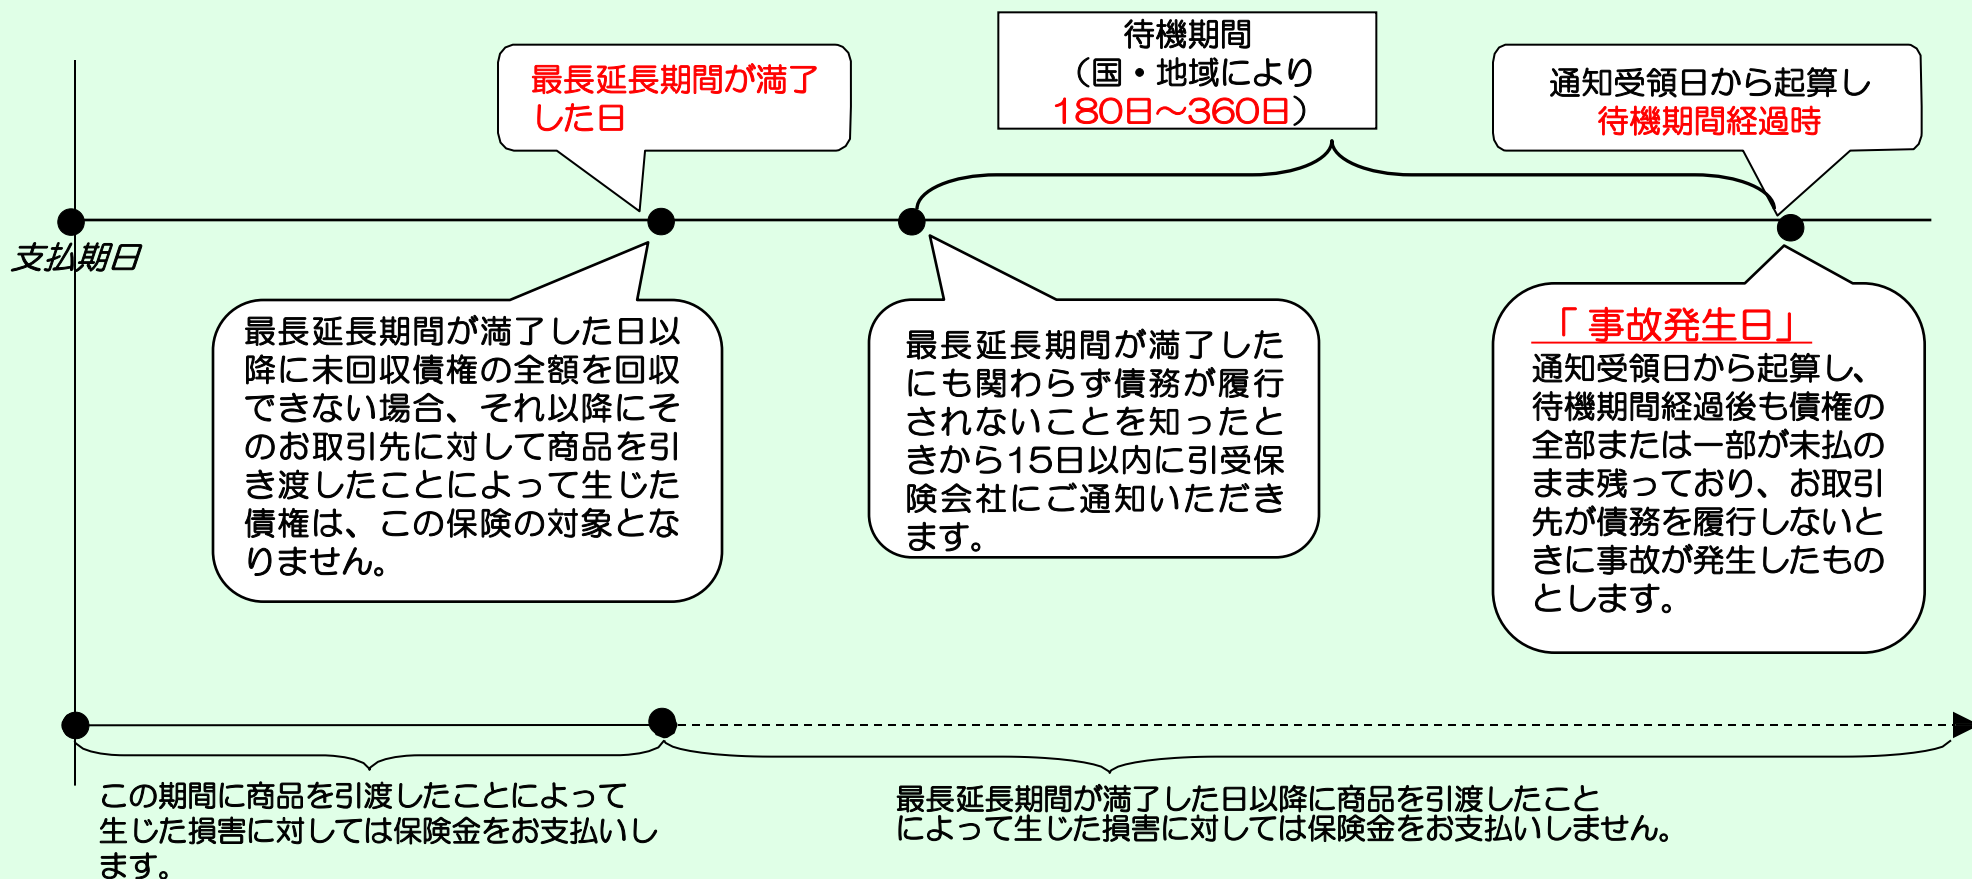 待機期間
（国・地域により
180日～360日）
最長延長期間が満了
した日
通知受領日から起算し
待機期間経過時
支払期日
最長延長期間が満了した日以
降に未回収債権の全額を回収
できない場合、それ以降にそ
のお取引先に対して商品を引
き渡したことによって生じた
債権は、この保険の対象とな
りません。
最長延長期間が満了した
にも関わらず債務が履行
されないことを知ったと
きから15日以内に引受保
険会社にご通知いただき
ます。
「 事故発生日」
通知受領日から起算し、
待機期間経過後も債権の
全部または一部が未払の
まま残っており、お取引
先が債務を履行しないと
きに事故が発生したもの
とします。
この期間に商品を引渡したことによって
生じた損害に対しては保険金をお支払いし
ます。
最長延長期間が満了した日以降に商品を引渡したこと
によって生じた損害に対しては保険金をお支払いしません。